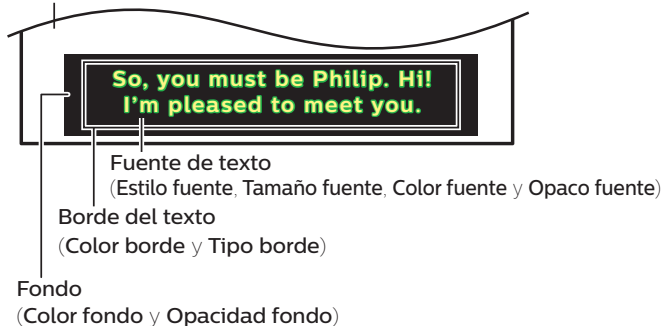 So, you must be Philip. Hi!
I'm pleased to meet you.
Fuente de texto
(Estilo fuente, Tamaño fuente, Color fuente y Opaco fuente)
Borde del texto
(Color borde y Tipo borde)
Fondo
(Color fondo y Opacidad fondo)